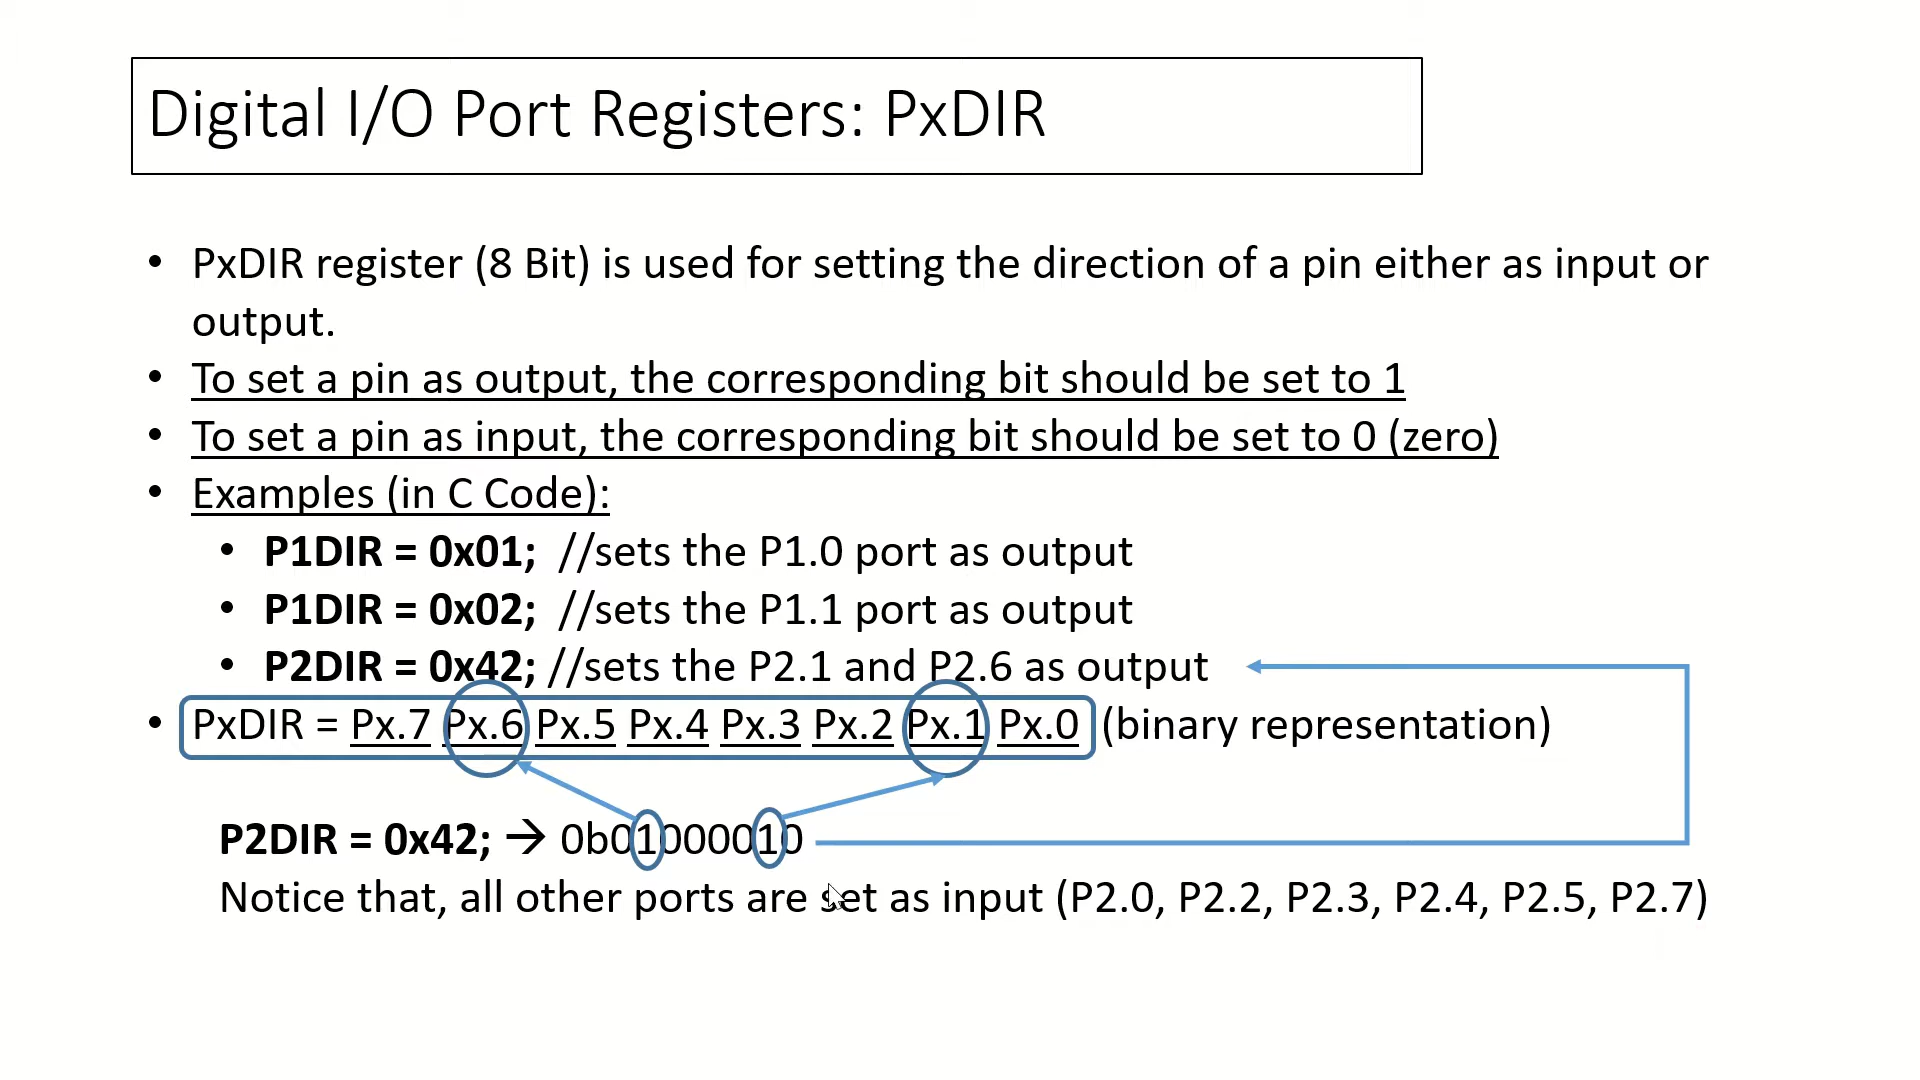 Digital I/O Port Registers: PxDIR
• PxDIR register (8 Bit) is used for setting the direction of a pin either as input or
output.
• To set a pin as output, the corresponding bit should be set to 1
• To set a pin as input, the corresponding bit should be set to 0 (zero)
• Examples (in C Code):
• P1DIR = 0x01; //sets the P1.0 port as output
• P1DIR = 0x02; //sets the P1.1 port as output
• P2DIR = 0x42; //sets the P2.1 and P2.6 as output
• PxDIR = Px.7 Px.6 Px.5 Px.4 Px.3 Px.2 Px.1 Px.0 (binary representation)
P2DIR = 0x42; → 0b01000010
Notice that, all other ports are set as input (P2.0, P2.2, P2.3, P2.4, P2.5, P2.7)